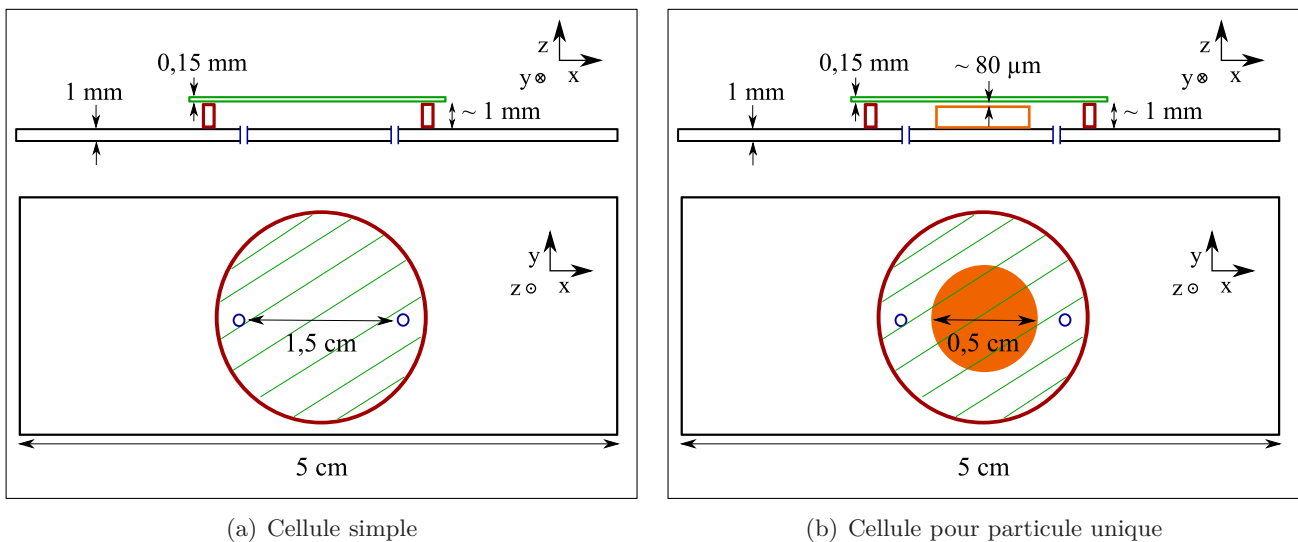 z
x
y
0,15 mm
1 mm
~ 1 mm
y
x
z
1,5 cm
5 cm
(a) Cellule simple
z
x
y
0,15 mm
~ 80 µm
1 mm
~ 1 mm
y
x
z
0,5 cm
5 cm
(b) Cellule pour particule unique